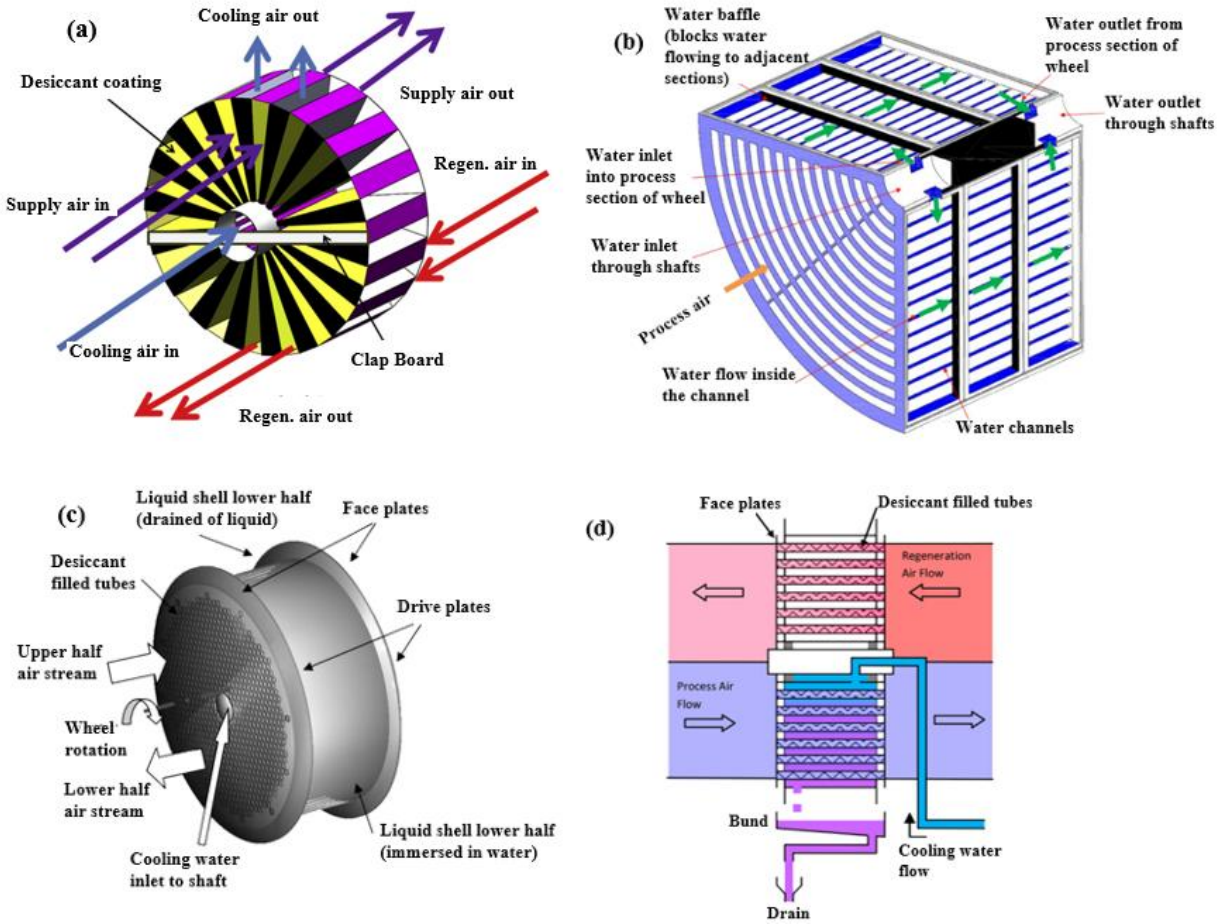 (a)
Cooling air out
Desiccant coating
Supply air out
Regen. air in
Supply air in
Cooling air in
Clap Board
Regen. air out
(b)
Water baffle
(blocks water
flowing to adjacent
sections)
Water outlet from
process section of
wheel
Water outlet
through shafts
Water inlet
into process
section of wheel
Water inlet
through shafts
Process air
Water flow inside
the channel
Water channels
(c)
Liquid shell lower half
(drained of liquid)
Face plates
Desiccant
filled tubes
Drive plates
Upper half
air stream
Wheel
rotation
Lower half
air stream
Cooling water
inlet to shaft
Liquid shell lower half
(immersed in water)
(d)
Face plates
Desiccant filled tubes
Regeneration
Air Flow
Process Air
Flow
Bund
Cooling water
flow
Drain